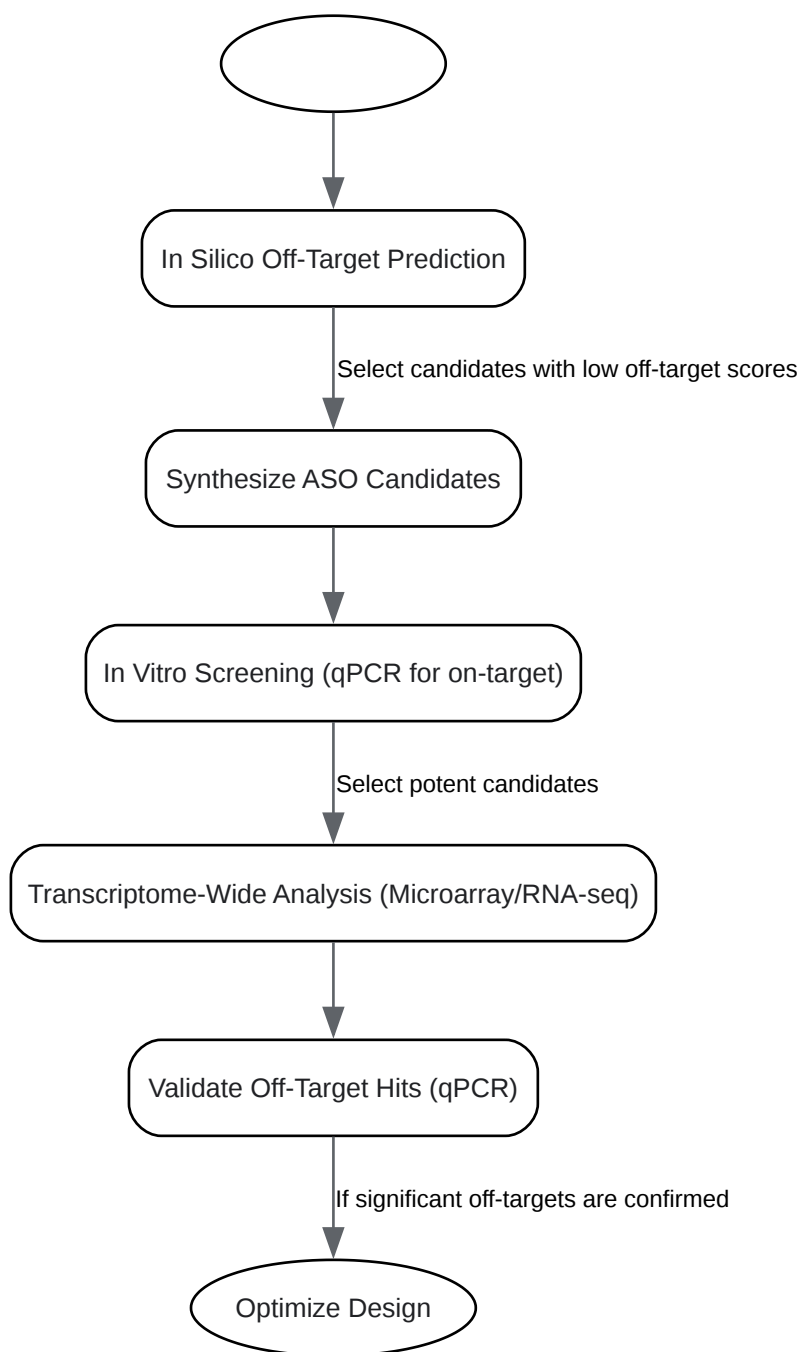 In Silico Off-Target Prediction
Select candidates with low off-target scores
Synthesize ASO Candidates
In Vitro Screening (qPCR for on-target)
Select potent candidates
Transcriptome-Wide Analysis (Microarray/RNA-seq)
Validate Off-Target Hits (qPCR)
If significant off-targets are confirmed
Optimize Design